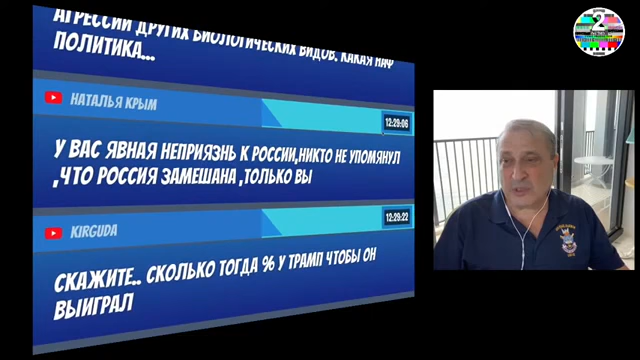 АГРЕССИИ ДРУГИХ БИОЛОГИЧЕСКИХ ВИДОВ. КАКАЯ НАФ
ПОЛИТИКА...
НАТАЛЬЯ КРЫМ
12:29:06
У ВАС ЯВНАЯ НЕПРИЯЗНЬ К РОССИИ,НИКТО НЕ УПОМЯНУЛ
,ЧТО РОССИЯ ЗАМЕШАНА ,ТОЛЬКО ВЫ
KIRGUDA
12:29:22
СКАЖИТЕ.. СКОЛЬКО ТОГДА % У ТРАМП ЧТОБЫ ОН
ВЫИГРАЛ
2